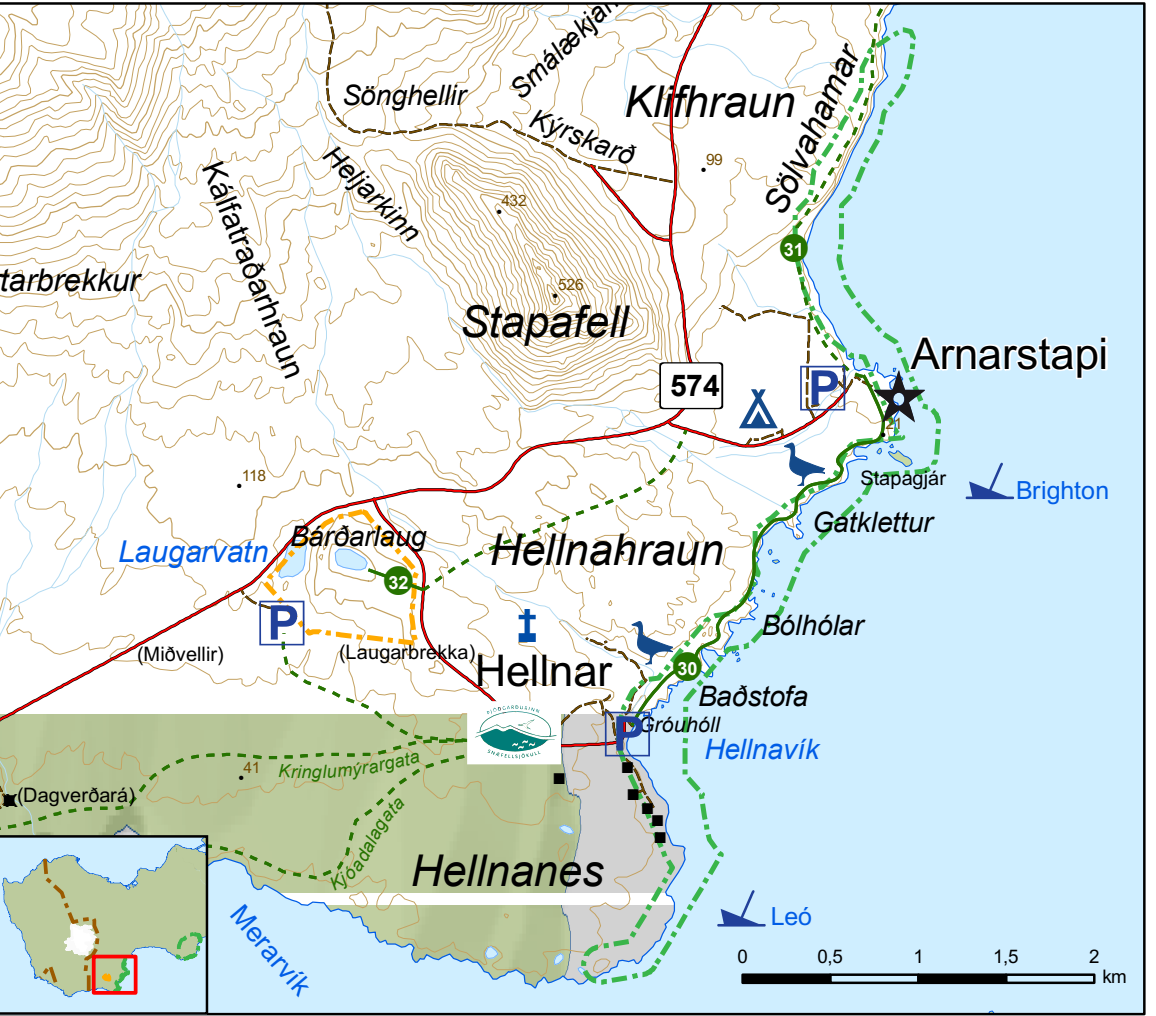 Smálækjar
Sönghellir
Klifhraun
Sölvahamar
Kýrskarð
99
Heljarkinn
Kálfatraðarhraun
432
31
tarbrekkur
526
Stapafell
Arnarstapi
574
P
21
118
Stapagjár
Brighton
Gatklettur
Bárðarlaug
Laugarvatn
Hellnahraun
32
P
Bólhólar
(Miðvellir)
(Laugarbrekka)
Hellnar
30
Baðstofa
ÞJÓÐGARÐURINN
SNÆFELLSJÖKULL
P
Gróuhóll
Hellnavík
41
Kringlumýrargata
(Dagverðará)
Kjóadalagata
Hellnanes
Merarvík
Leó
0 0,5 1 1,5 2
km